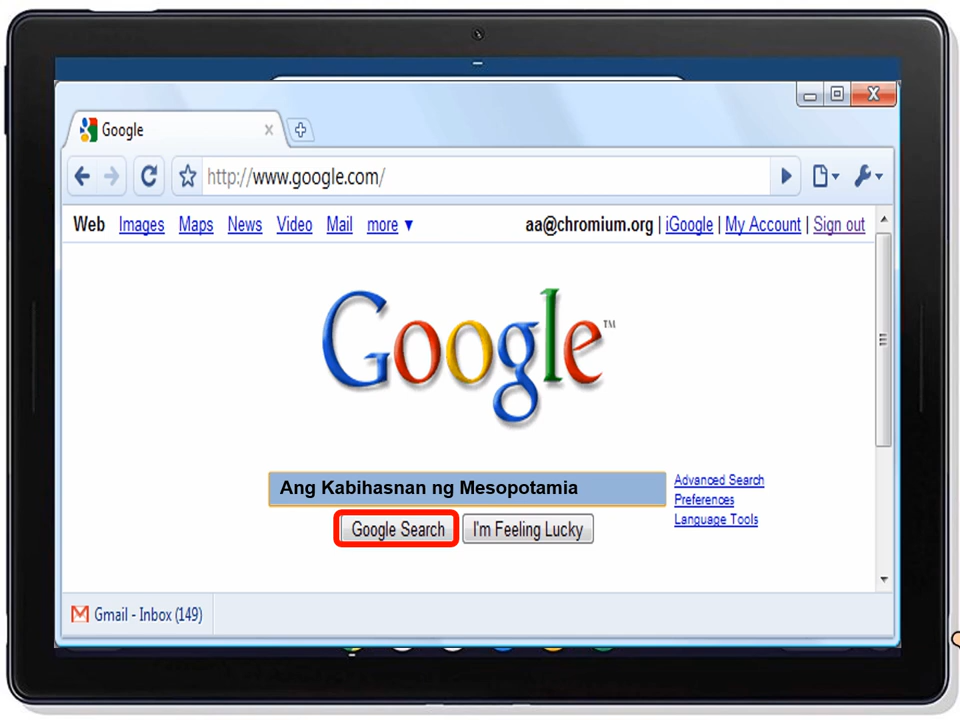 Google
http://www.google.com/
Web Images Maps News Video Mail more ▼ aa@chromium.org | iGoogle | My Account | Sign out
Google™
Ang Kabihasnan ng Mesopotamia
Advanced Search
Preferences
Language Tools
Google Search I'm Feeling Lucky
Gmail - Inbox (149)